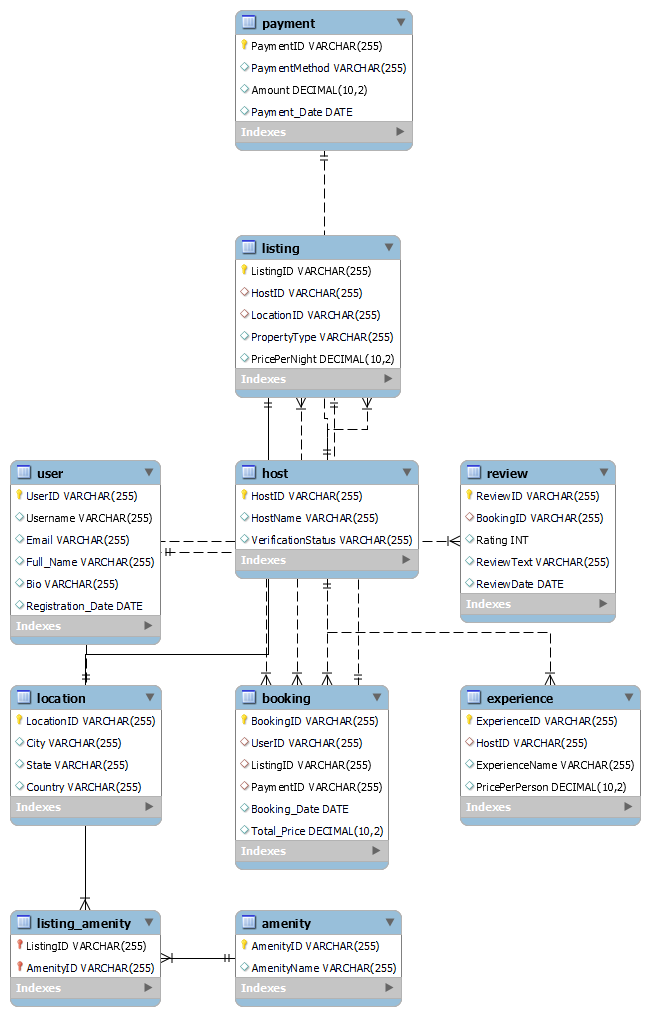 payment
PaymentID VARCHAR(255)
PaymentMethod VARCHAR(255)
Amount DECIMAL(10,2)
Payment_Date DATE
Indexes
listing
ListingID VARCHAR(255)
HostID VARCHAR(255)
LocationID VARCHAR(255)
PropertyType VARCHAR(255)
PricePerNight DECIMAL(10,2)
Indexes
user
UserID VARCHAR(255)
Username VARCHAR(255)
Email VARCHAR(255)
Full_Name VARCHAR(255)
Bio VARCHAR(255)
Registration_Date DATE
Indexes
host
HostID VARCHAR(255)
HostName VARCHAR(255)
VerificationStatus VARCHAR(255)
Indexes
review
ReviewID VARCHAR(255)
BookingID VARCHAR(255)
Rating INT
ReviewText VARCHAR(255)
ReviewDate DATE
Indexes
location
LocationID VARCHAR(255)
City VARCHAR(255)
State VARCHAR(255)
Country VARCHAR(255)
Indexes
booking
BookingID VARCHAR(255)
UserID VARCHAR(255)
ListingID VARCHAR(255)
PaymentID VARCHAR(255)
Booking_Date DATE
Total_Price DECIMAL(10,2)
Indexes
experience
ExperienceID VARCHAR(255)
HostID VARCHAR(255)
ExperienceName VARCHAR(255)
PricePerPerson DECIMAL(10,2)
Indexes
listing_amenity
ListingID VARCHAR(255)
AmenityID VARCHAR(255)
Indexes
amenity
AmenityID VARCHAR(255)
AmenityName VARCHAR(255)
Indexes